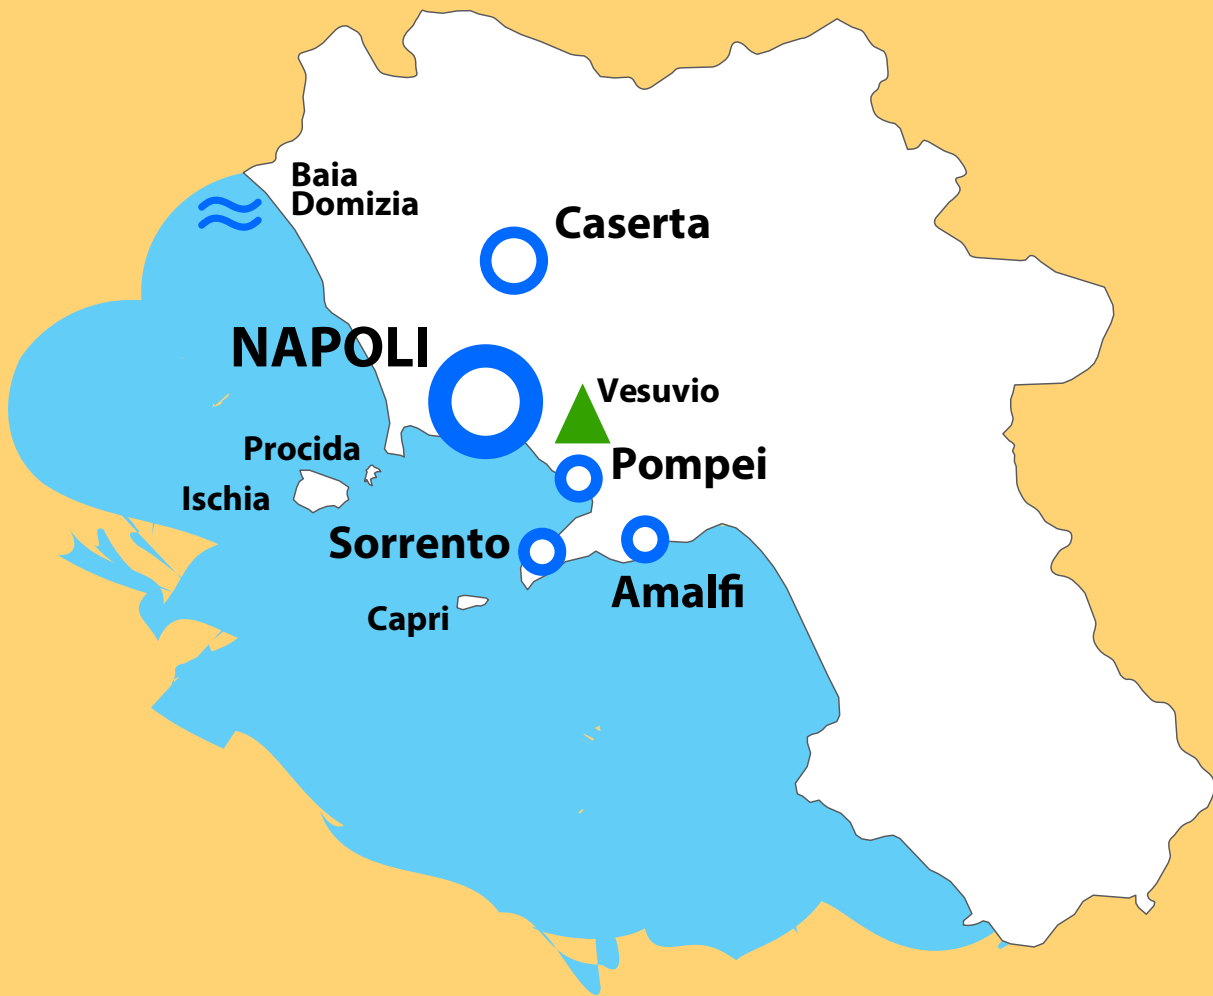 Baia
Domizia
Caserta
NAPOLI
Vesuvio
Procida
Pompei
Ischia
Sorrento
Amalfi
Capri